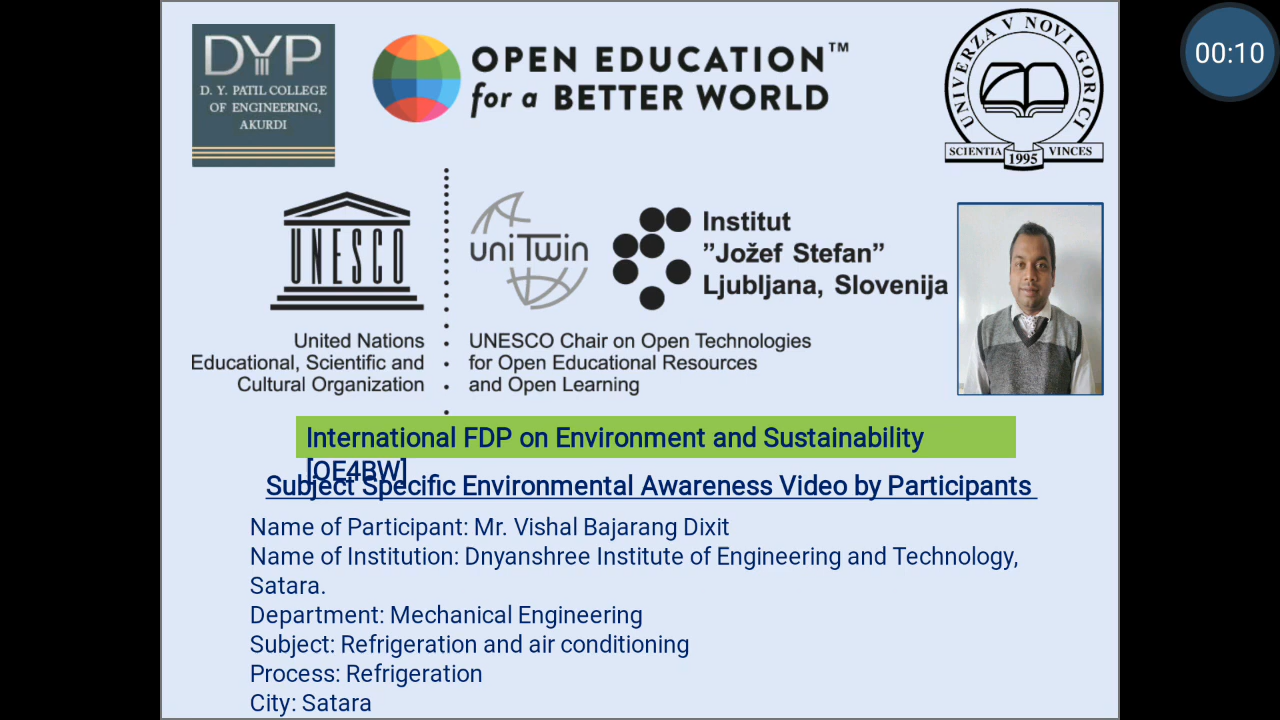 00:10
DYP
D. Y. PATIL COLLEGE
OF ENGINEERING,
AKURDI
OPEN EDUCATION™
for a BETTER WORLD
UNIVERZA V NOVI GORICI
SCIENTIA 1995 VINCES
UNESCO
uniTwin
Institut
”Jožef Stefan”
Ljubljana, Slovenija
United Nations
Educational, Scientific and
Cultural Organization
UNESCO Chair on Open Technologies
for Open Educational Resources
and Open Learning
International FDP on Environment and Sustainability
[OE4BW]
Subject Specific Environmental Awareness Video by Participants
Name of Participant: Mr. Vishal Bajarang Dixit
Name of Institution: Dnyanshree Institute of Engineering and Technology,
Satara.
Department: Mechanical Engineering
Subject: Refrigeration and air conditioning
Process: Refrigeration
City: Satara